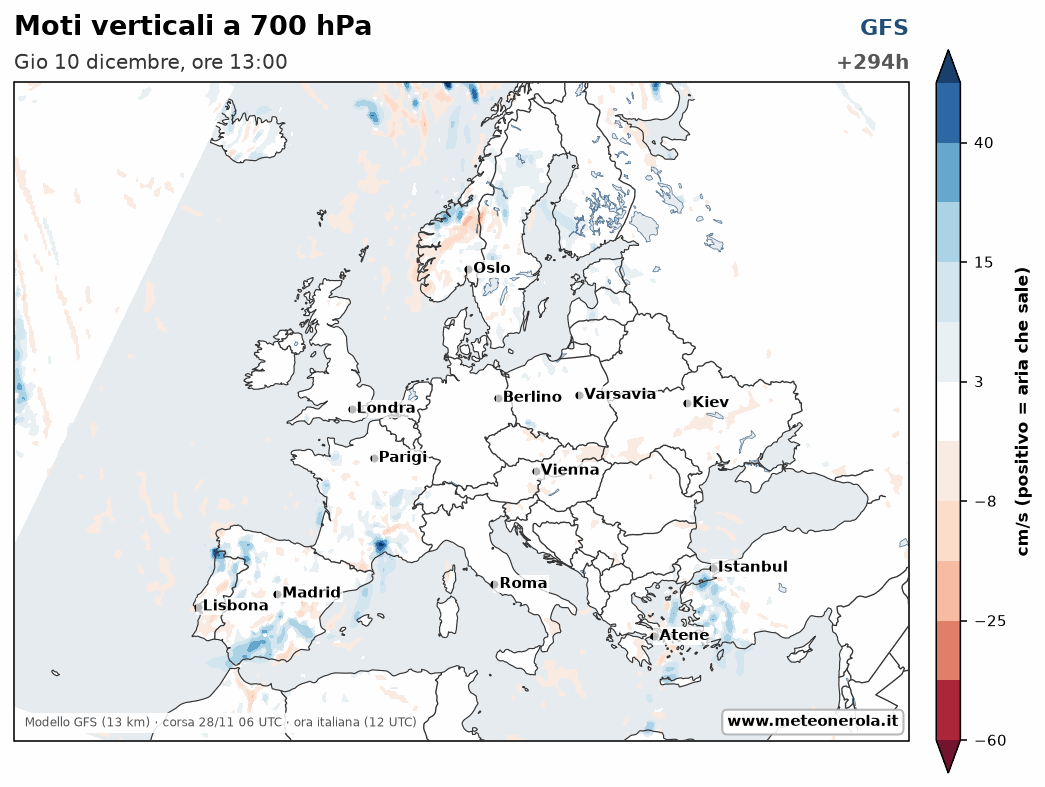 Moti verticali a 700 hPa
GFS
Gio 10 dicembre, ore 13:00
+294h
40
15
3
−8
−25
−60
cm/s (positivo = aria che sale)
Oslo
Berlino
Varsavia
Kiev
Londra
Parigi
Vienna
Istanbul
Roma
Madrid
Lisbona
Atene
Modello GFS (13 km) · corsa 28/11 06 UTC · ora italiana (12 UTC)
www.meteonerola.it